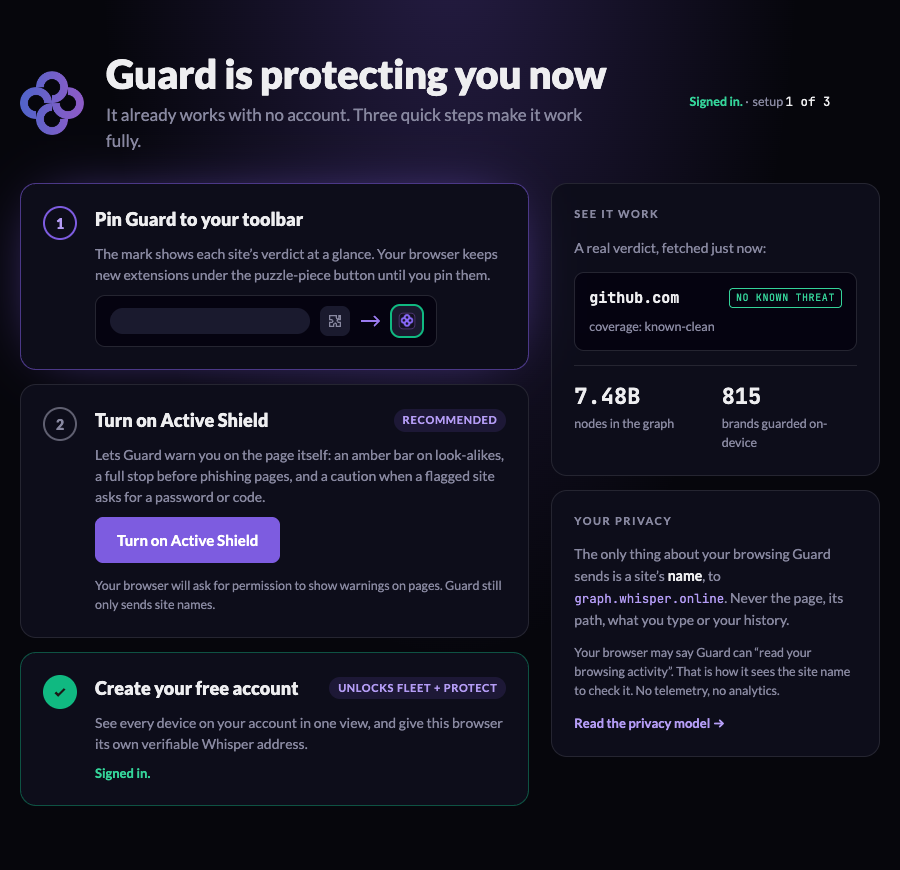 Guard is protecting you now
It already works with no account. Three quick steps make it work
fully.
Signed in. · setup 1 of 3
1
Pin Guard to your toolbar
The mark shows each site's verdict at a glance. Your browser keeps
new extensions under the puzzle-piece button until you pin them.
2
Turn on Active Shield
RECOMMENDED
Lets Guard warn you on the page itself: an amber bar on look-alikes,
a full stop before phishing pages, and a caution when a flagged site
asks for a password or code.
Turn on Active Shield
Your browser will ask for permission to show warnings on pages. Guard still
only sends site names.
Create your free account
UNLOCKS FLEET + PROTECT
See every device on your account in one view, and give this browser
its own verifiable Whisper address.
Signed in.
SEE IT WORK
A real verdict, fetched just now:
github.com
NO KNOWN THREAT
coverage: known-clean
7.48B
nodes in the graph
815
brands guarded on-
device
YOUR PRIVACY
The only thing about your browsing Guard
sends is a site's name, to
graph.whisper.online. Never the page, its
path, what you type or your history.
Your browser may say Guard can "read your
browsing activity". That is how it sees the site name
to check it. No telemetry, no analytics.
Read the privacy model →